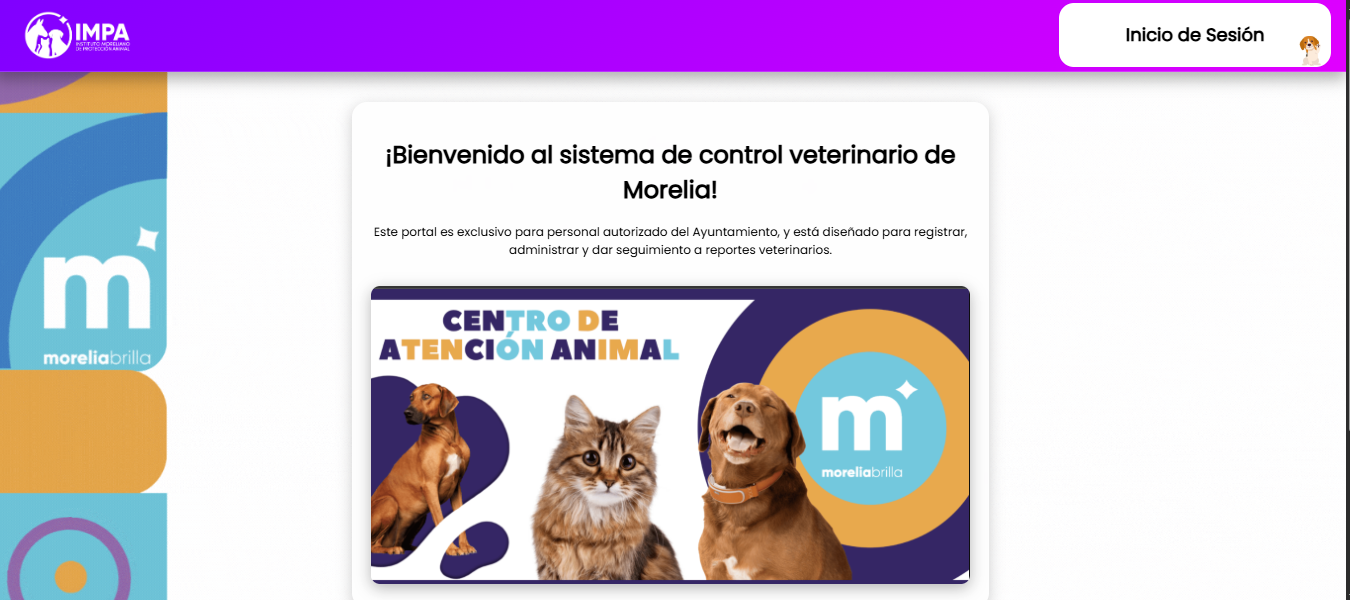 IMPA
INSTITUTO MORELIANO
DE PROTECCIÓN ANIMAL
Inicio de Sesión
moreliabrilla
¡Bienvenido al sistema de control veterinario de
Morelia!
Este portal es exclusivo para personal autorizado del Ayuntamiento, y está diseñado para registrar,
administrar y dar seguimiento a reportes veterinarios.
CENTRO DE
ATENCIÓN ANIMAL
m
moreliabrilla